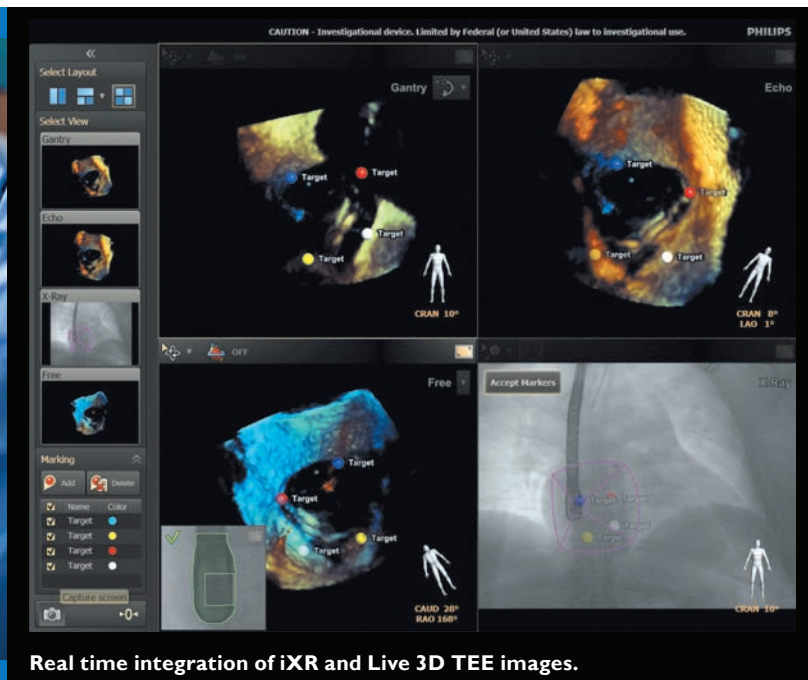 CAUTION - Investigational device. Limited by Federal (or United States) law to investigational use.
PHILIPS
«
Select Layout
Select View
Gantry
Echo
X-Ray
Free
Marking
Add
Delete
Name Color
Target
Target
Target
Target
Capture screen
▸0◂
Gantry
Target
Target
Target
Target
CRAN 10°
Echo
Target
Target
Target
Target
CRAN 8°
LAO 1°
OFF
Free
Target
Target
Target
Target
CAUD 28°
RAO 168°
Accept Markers
X-Ray
Target
Target
Target
Target
CRAN 10°
Real time integration of iXR and Live 3D TEE images.